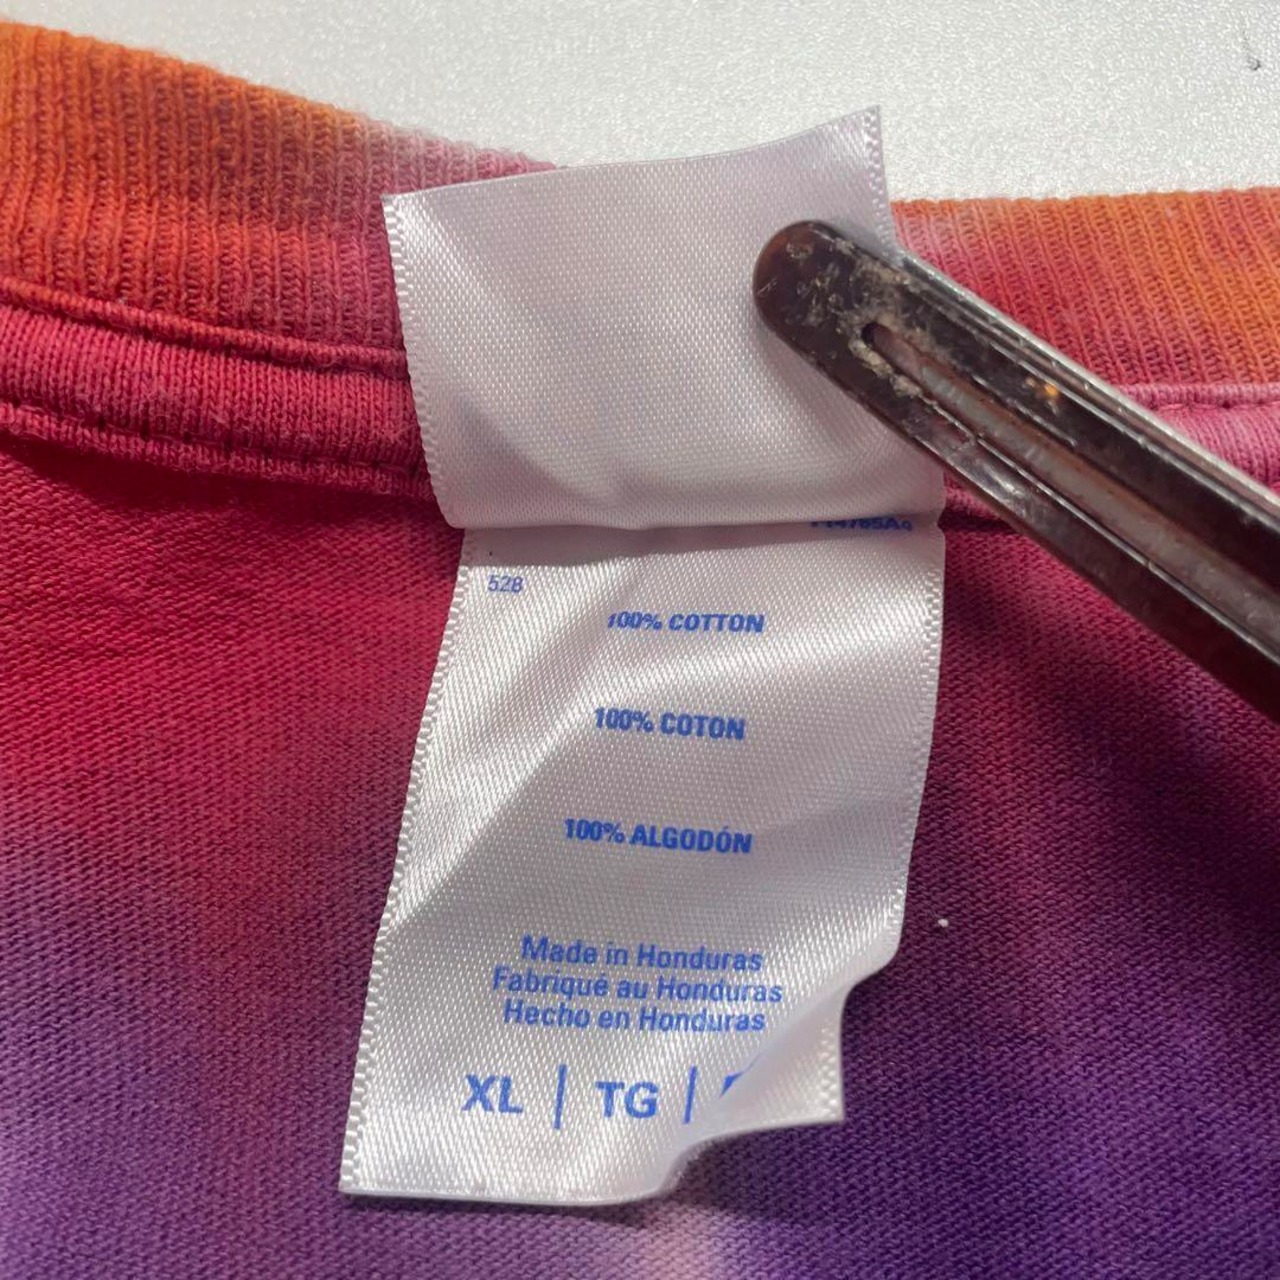 528
100% COTTON
100% COTON
100% ALGODÓN
Made in Honduras
Fabriqué au Honduras
Hecho en Honduras
XL | TG |